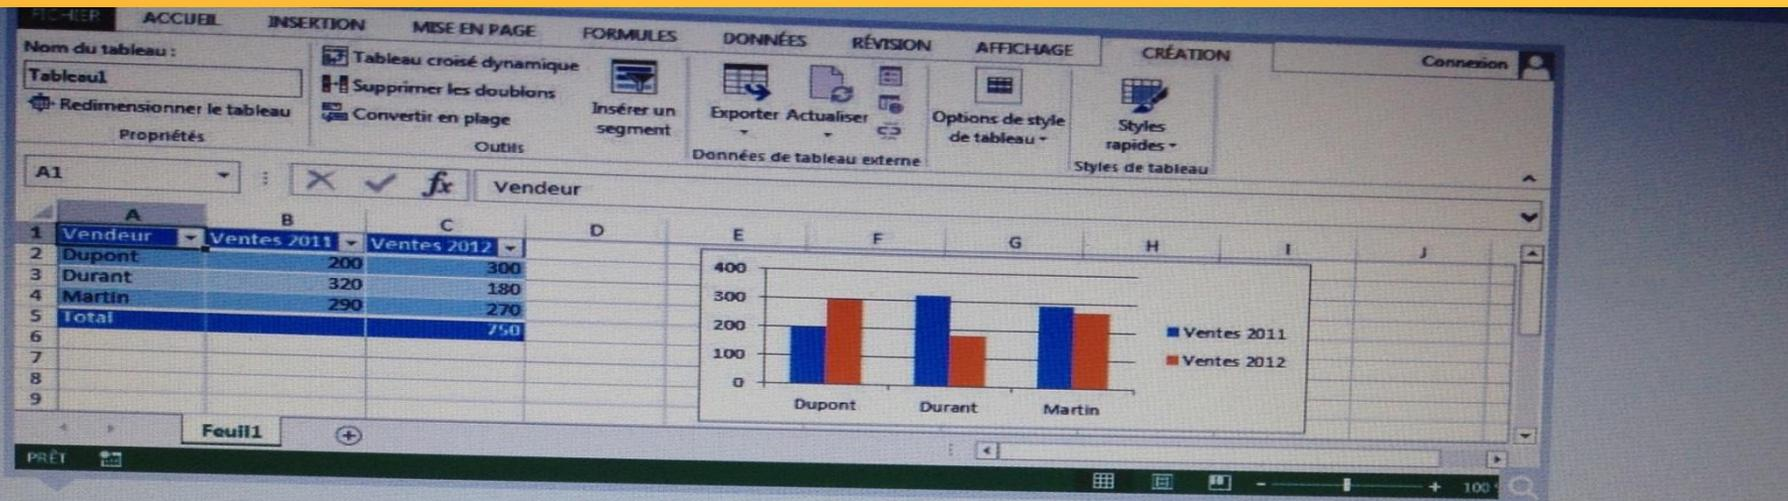 FICHIER ACCUEIL INSERTION MISE EN PAGE FORMULES DONNÉES RÉVISION AFFICHAGE CRÉATION Connexion
Nom du tableau :
Tableau1
Redimensionner le tableau
Propriétés
Tableau croisé dynamique
Supprimer les doublons
Convertir en plage
Outils
Insérer un
segment
Exporter Actualiser
Données de tableau externe
Options de style
de tableau
Styles
rapides
Styles de tableau
A1 fx Vendeur
A B C D E F G H I J
1 Vendeur Ventes 2011 Ventes 2012
2 Dupont 200 300
3 Durant 320 180
4 Martin 290 270
5 Total 750
6
7
8
9
400
300
200
100
0
Dupont Durant Martin
Ventes 2011
Ventes 2012
Feuil1
PRÊT
100